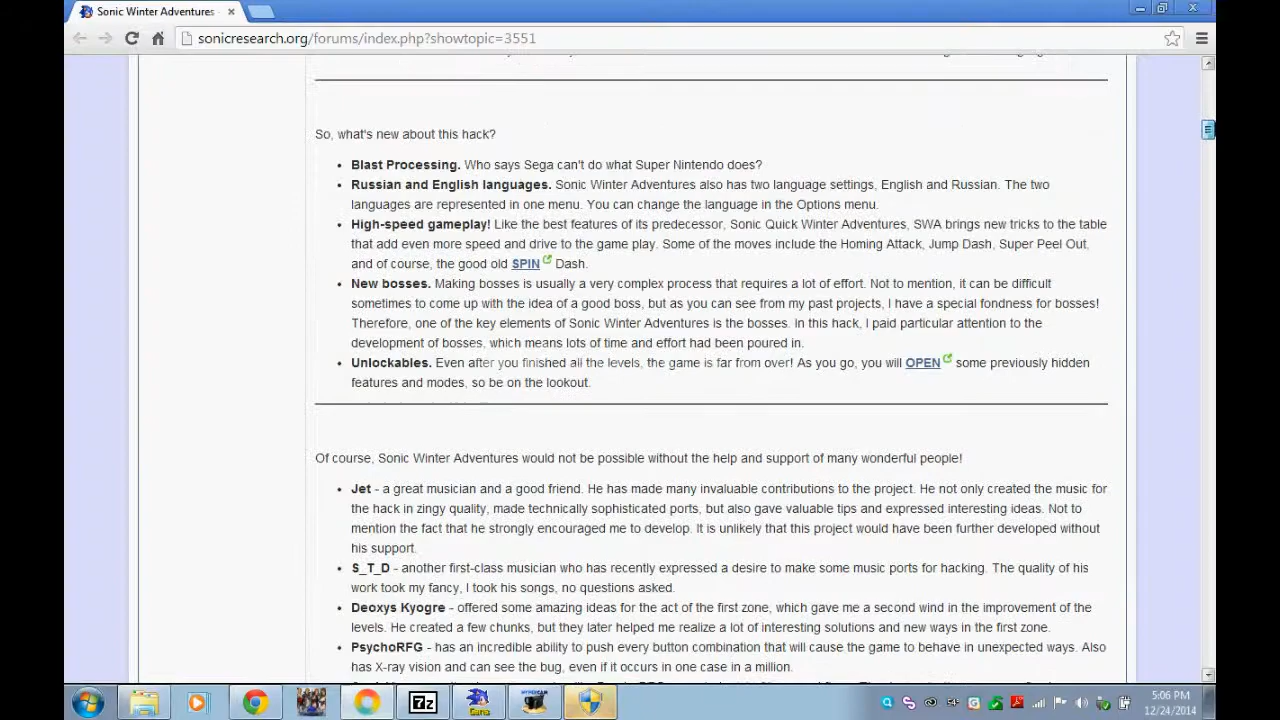 Sonic Winter Adventures
sonicresearch.org/forums/index.php?showtopic=3551
So, what's new about this hack?
Blast Processing. Who says Sega can't do what Super Nintendo does?
Russian and English languages. Sonic Winter Adventures also has two language settings, English and Russian. The two
languages are represented in one menu. You can change the language in the Options menu.
High-speed gameplay! Like the best features of its predecessor, Sonic Quick Winter Adventures, SWA brings new tricks to the table
that add even more speed and drive to the game play. Some of the moves include the Homing Attack, Jump Dash, Super Peel Out,
and of course, the good old SPIN Dash.
New bosses. Making bosses is usually a very complex process that requires a lot of effort. Not to mention, it can be difficult
sometimes to come up with the idea of a good boss, but as you can see from my past projects, I have a special fondness for bosses!
Therefore, one of the key elements of Sonic Winter Adventures is the bosses. In this hack, I paid particular attention to the
development of bosses, which means lots of time and effort had been poured in.
Unlockables. Even after you finished all the levels, the game is far from over! As you go, you will OPEN some previously hidden
features and modes, so be on the lookout.
Of course, Sonic Winter Adventures would not be possible without the help and support of many wonderful people!
Jet - a great musician and a good friend. He has made many invaluable contributions to the project. He not only created the music for
the hack in zingy quality, made technically sophisticated ports, but also gave valuable tips and expressed interesting ideas. Not to
mention the fact that he strongly encouraged me to develop. It is unlikely that this project would have been further developed without
his support.
S_T_D - another first-class musician who has recently expressed a desire to make some music ports for hacking. The quality of his
work took my fancy, I took his songs, no questions asked.
Deoxys Kyogre - offered some amazing ideas for the act of the first zone, which gave me a second wind in the improvement of the
levels. He created a few chunks, but they later helped me realize a lot of interesting solutions and new ways in the first zone.
PsychoRFG - has an incredible ability to push every button combination that will cause the game to behave in unexpected ways. Also
has X-ray vision and can see the bug, even if it occurs in one case in a million.
7z
HYPERCAM
54°
5:06 PM
12/24/2014